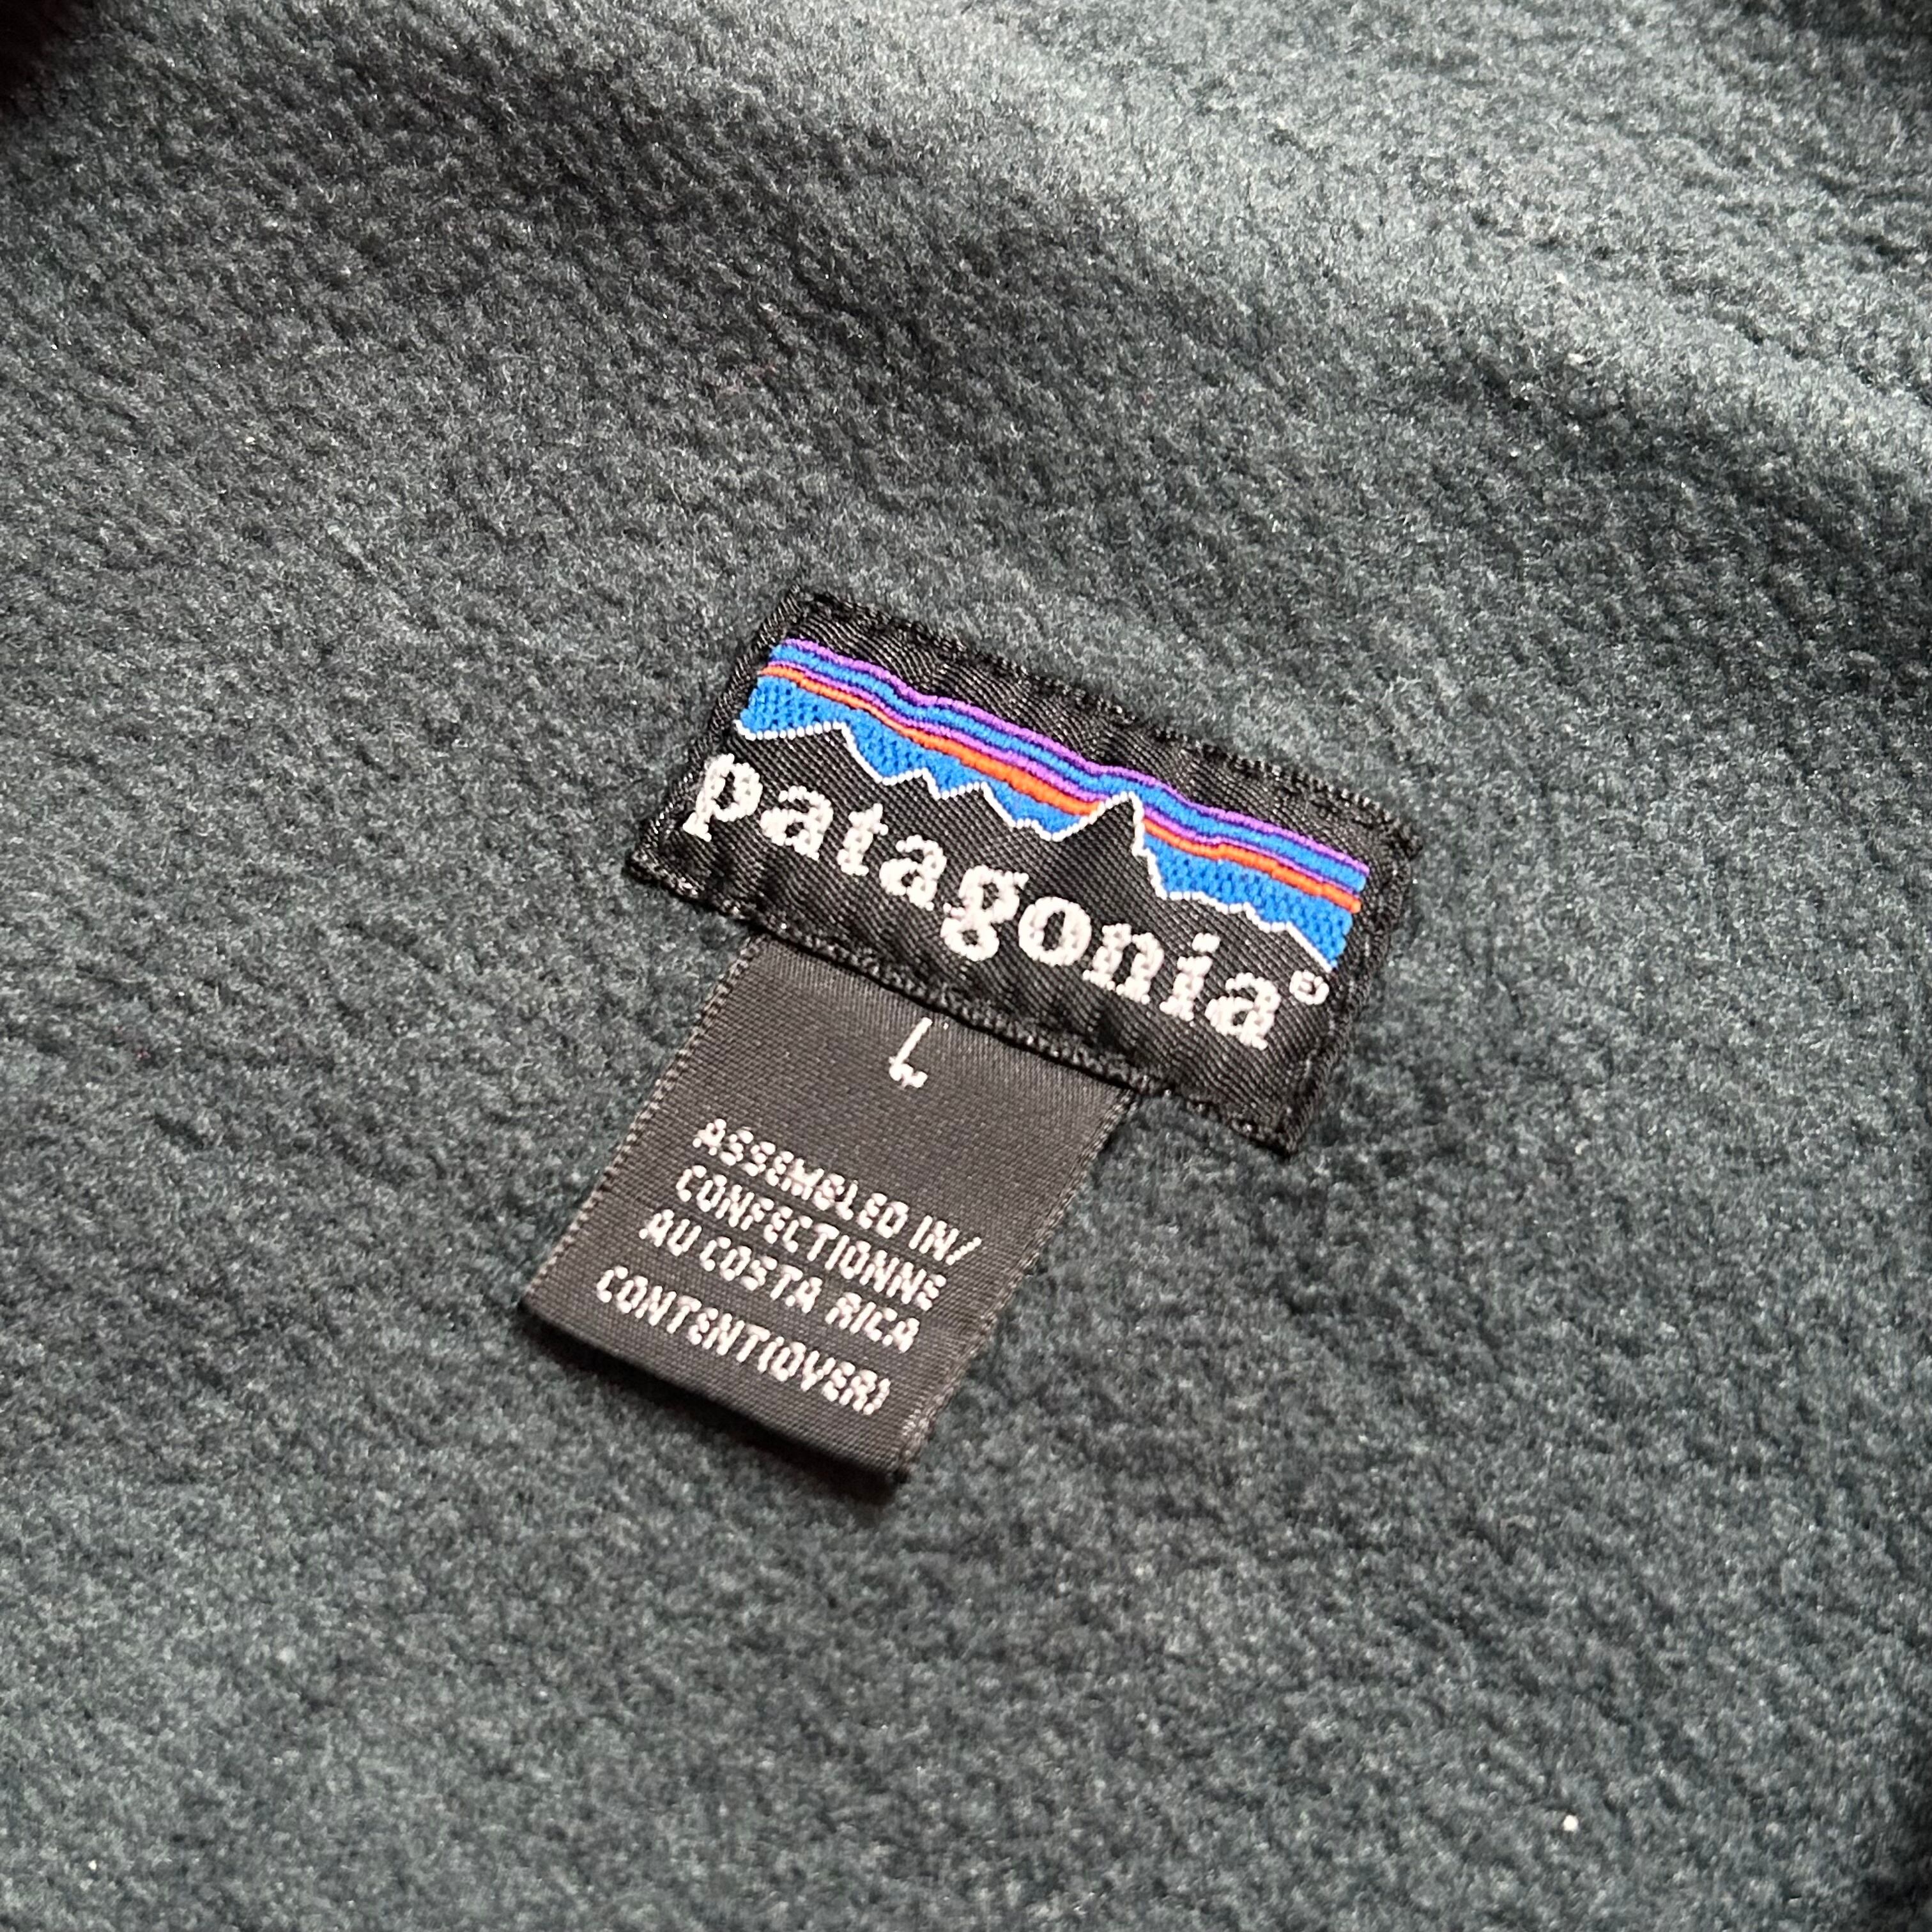 patagonia®
L
ASSEMBLED IN/
CONFECTIONNE
AU COSTA RICA
CONTENT(OVER)